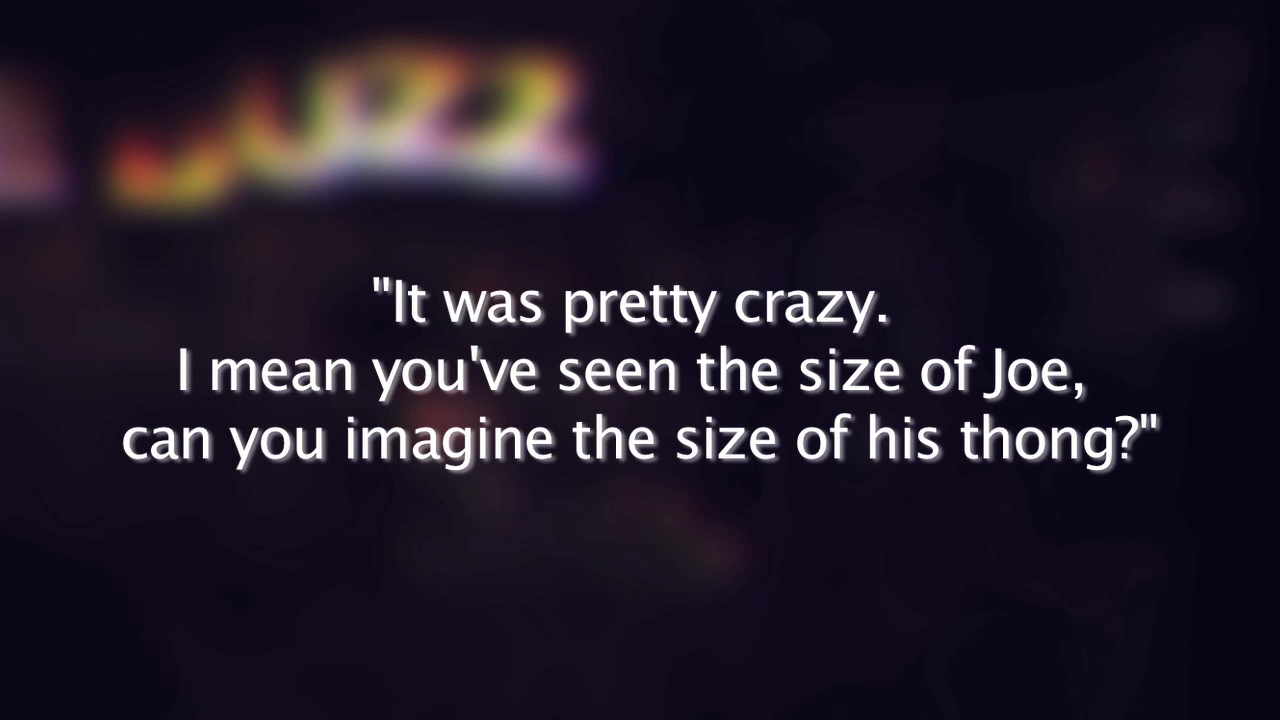 "It was pretty crazy.
I mean you've seen the size of Joe,
can you imagine the size of his thong?"